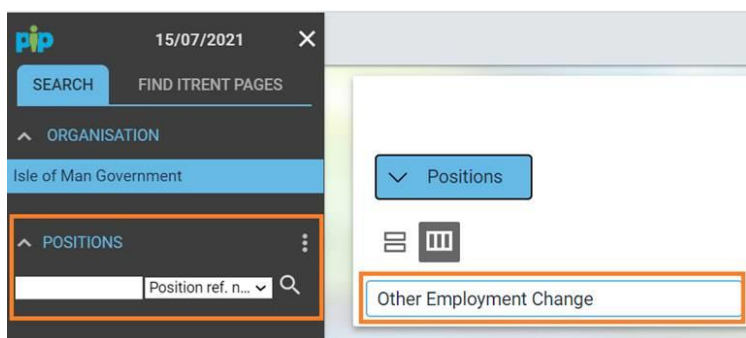 pip 15/07/2021
SEARCH FIND ITRENT PAGES
ORGANISATION
Isle of Man Government
POSITIONS
Position ref. n...
Positions
Other Employment Change